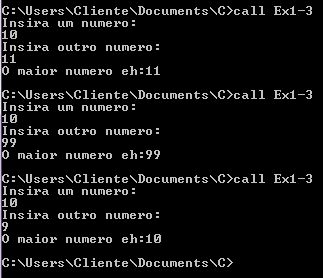 C:\Users\Cliente\Documents\C>call Ex1-3
Insira um numero:
10
Insira outro numero:
11
O maior numero eh:11
C:\Users\Cliente\Documents\C>call Ex1-3
Insira um numero:
10
Insira outro numero:
99
O maior numero eh:99
C:\Users\Cliente\Documents\C>call Ex1-3
Insira um numero:
10
Insira outro numero:
9
O maior numero eh:10
C:\Users\Cliente\Documents\C>